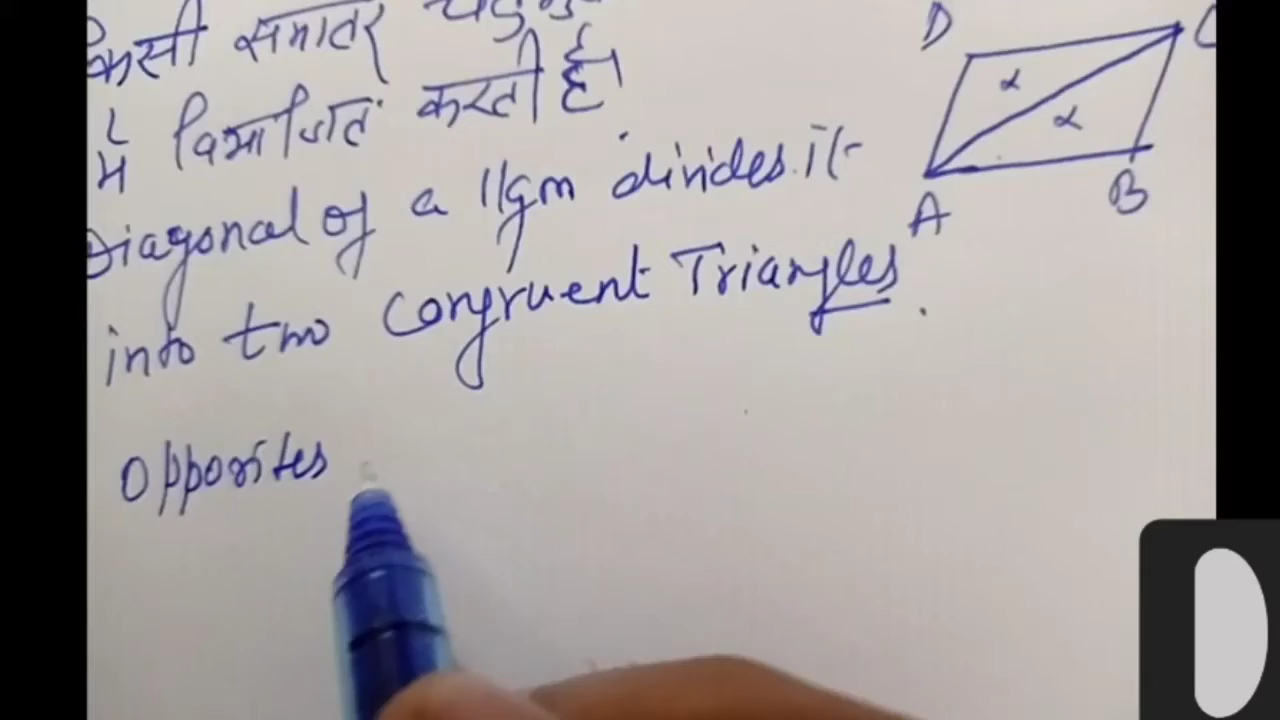 किसी समांतर
में विभाजित करती है।
Diagonal of a ||gm divides it
into two Congruent Triangles.
Opposites
D
C
α
α
A
B